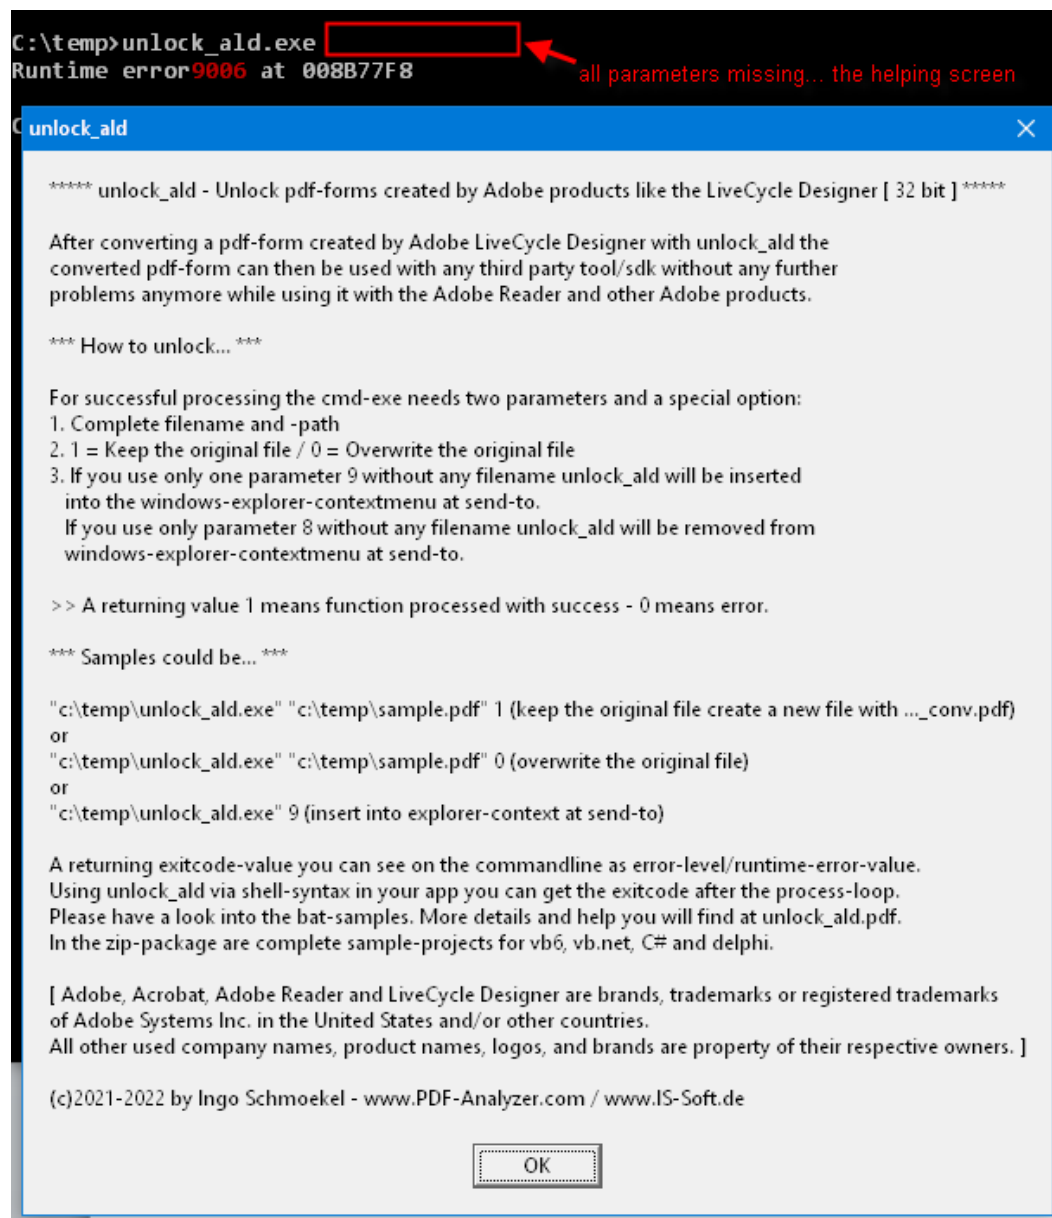 C:\temp>unlock_ald.exe
Runtime error9006 at 008B77F8
all parameters missing... the helping screen
C
unlock_ald
***** unlock_ald - Unlock pdf-forms created by Adobe products like the LiveCycle Designer [ 32 bit ] *****
After converting a pdf-form created by Adobe LiveCycle Designer with unlock_ald the
converted pdf-form can then be used with any third party tool/sdk without any further
problems anymore while using it with the Adobe Reader and other Adobe products.
*** How to unlock... ***
For successful processing the cmd-exe needs two parameters and a special option:
1. Complete filename and -path
2. 1 = Keep the original file / 0 = Overwrite the original file
3. If you use only one parameter 9 without any filename unlock_ald will be inserted
into the windows-explorer-contextmenu at send-to.
If you use only parameter 8 without any filename unlock_ald will be removed from
windows-explorer-contextmenu at send-to.
>> A returning value 1 means function processed with success - 0 means error.
*** Samples could be... ***
"c:\temp\unlock_ald.exe" "c:\temp\sample.pdf" 1 (keep the original file create a new file with ..._conv.pdf)
or
"c:\temp\unlock_ald.exe" "c:\temp\sample.pdf" 0 (overwrite the original file)
or
"c:\temp\unlock_ald.exe" 9 (insert into explorer-context at send-to)
A returning exitcode-value you can see on the commandline as error-level/runtime-error-value.
Using unlock_ald via shell-syntax in your app you can get the exitcode after the process-loop.
Please have a look into the bat-samples. More details and help you will find at unlock_ald.pdf.
In the zip-package are complete sample-projects for vb6, vb.net, C# and delphi.
[ Adobe, Acrobat, Adobe Reader and LiveCycle Designer are brands, trademarks or registered trademarks
of Adobe Systems Inc. in the United States and/or other countries.
All other used company names, product names, logos, and brands are property of their respective owners. ]
(c)2021-2022 by Ingo Schmoekel - www.PDF-Analyzer.com / www.IS-Soft.de
OK